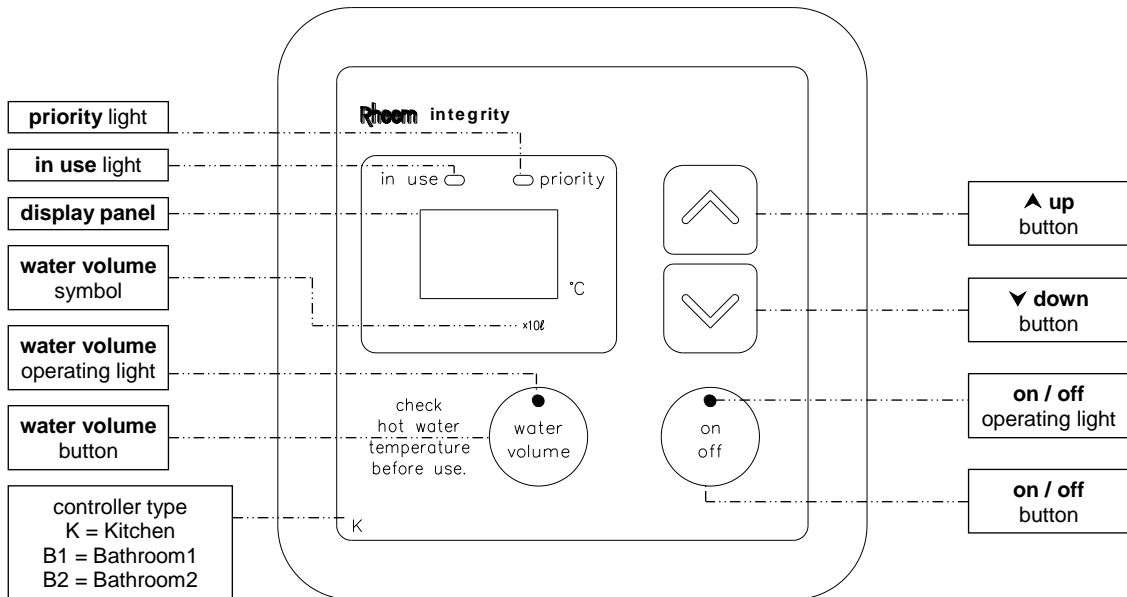 Rheem integrity
priority light
in use light
display panel
water volume
symbol
water volume
operating light
water volume
button
controller type
K = Kitchen
B1 = Bathroom1
B2 = Bathroom2
in use
priority
°C
x10ℓ
check
hot water
temperature
before use.
water
volume
on
off
K
⮝ up
button
⮟ down
button
on / off
operating light
on / off
button